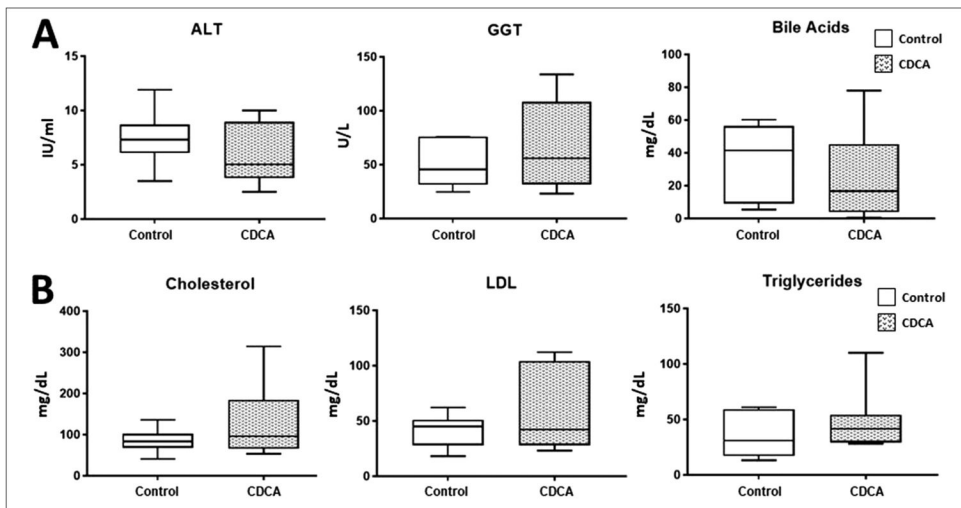 A
ALT
IU/ml
15
10
5
0
Control
CDCA
GGT
U/L
150
100
50
0
Control
CDCA
Bile Acids
mg/dL
100
80
60
40
20
0
Control
CDCA
Control
CDCA
B
Cholesterol
mg/dL
400
300
200
100
0
Control
CDCA
LDL
mg/dL
150
100
50
0
Control
CDCA
Triglycerides
mg/dL
150
100
50
0
Control
CDCA
Control
CDCA